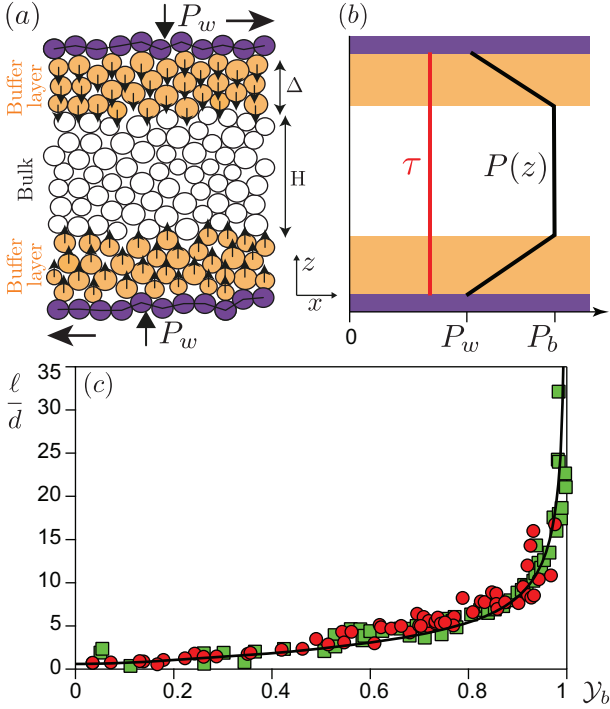 (a)
P_w
Buffer layer
Δ
Bulk
H
Buffer layer
z
x
P_w
(b)
τ
P(z)
0
P_w
P_b
(c)
ℓ/d
35
30
25
20
15
10
5
0
0
0.2
0.4
0.6
0.8
1
𝒴_b